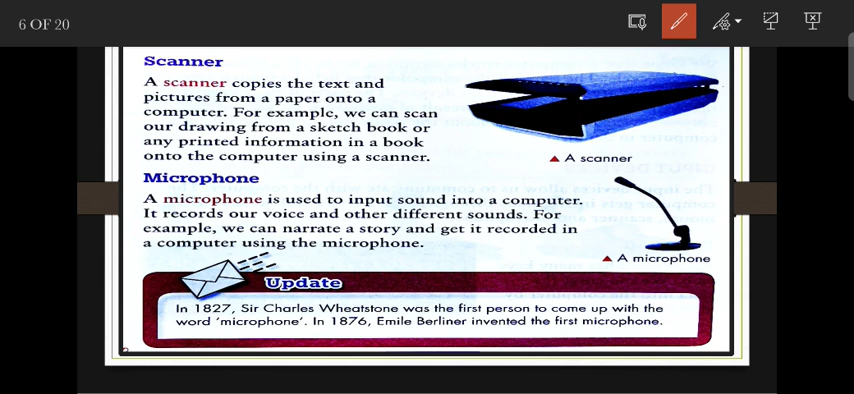 6 OF 20
Scanner
A scanner copies the text and
pictures from a paper onto a
computer. For example, we can scan
our drawing from a sketch book or
any printed information in a book
onto the computer using a scanner.
▲ A scanner
Microphone
A microphone is used to input sound into a computer.
It records our voice and other different sounds. For
example, we can narrate a story and get it recorded in
a computer using the microphone.
▲ A microphone
Update
In 1827, Sir Charles Wheatstone was the first person to come up with the
word 'microphone'. In 1876, Emile Berliner invented the first microphone.